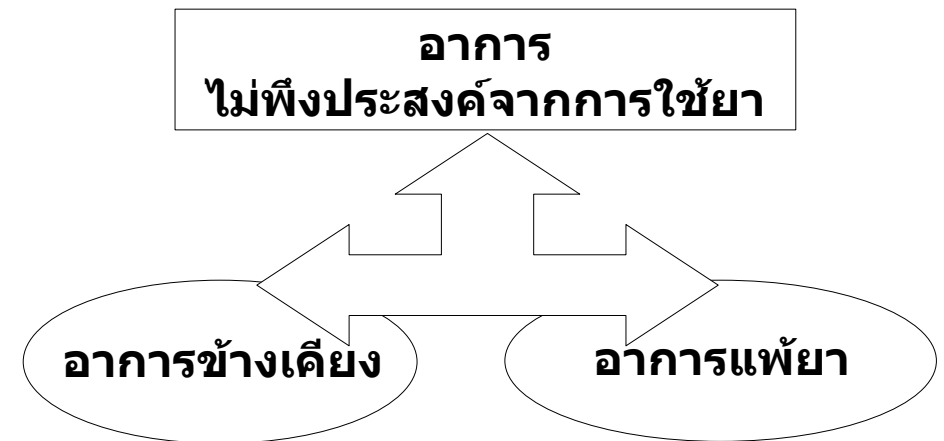 อาการ
ไม่พึงประสงค์จากการใช้ยา
อาการข้างเคียง
อาการแพ้ยา